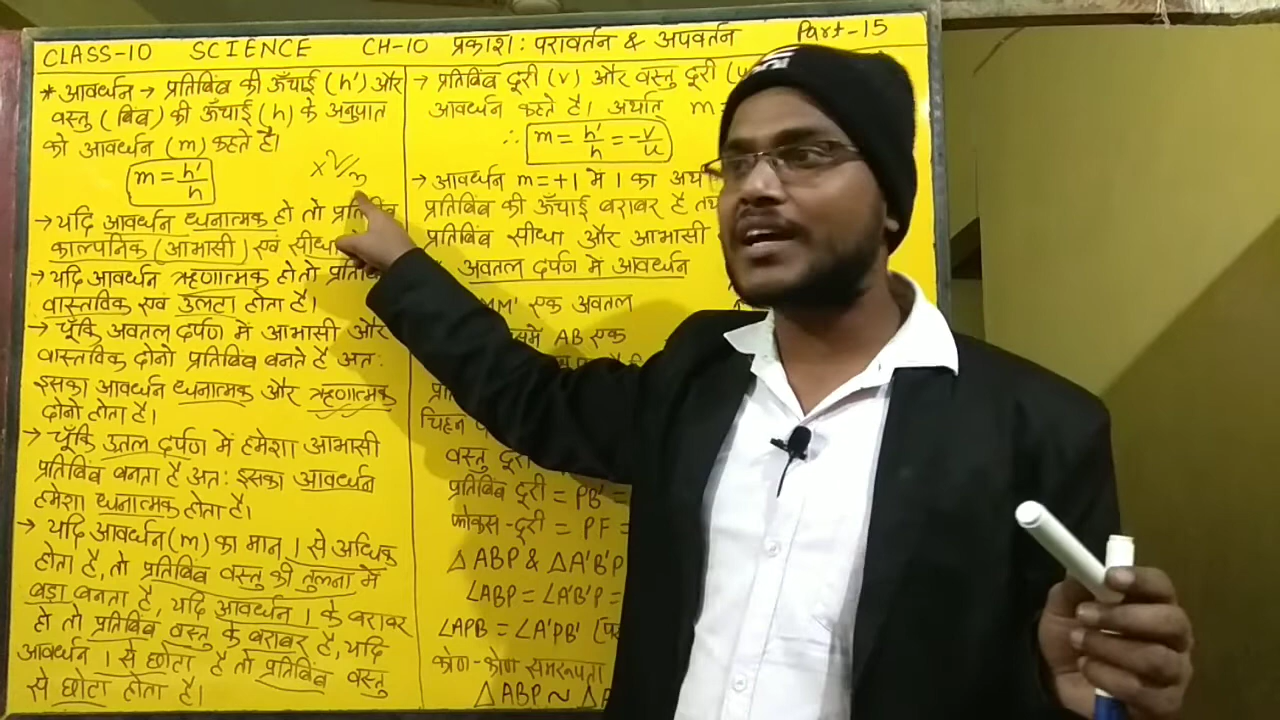 CLASS-10 SCIENCE CH-10 प्रकाश: परावर्तन & अपवर्तन Part-15
* आवर्धन → प्रतिबिंब की ऊँचाई (h') और
वस्तु (बिंब) की ऊँचाई (h) के अनुपात
को आवर्धन (m) कहते है।
m = h'/h
→ यदि आवर्धन धनात्मक हो तो प्रतिबिंब
काल्पनिक (आभासी) एवं सीधा
→ यदि आवर्धन ऋणात्मक हो तो
वास्तविक एवं उलटा होता है।
→ चूँकि अवतल दर्पण में आभासी और
वास्तविक दोनो प्रतिबिंब बनते है अत:
इसका आवर्धन धनात्मक और ऋणात्मक
दोनो होता है।
→ चूँकि उतल दर्पण में हमेशा आभासी
प्रतिबिंब बनता है अत: इसका आवर्धन
हमेशा धनात्मक होता है।
→ यदि आवर्धन (m) का मान 1 से अधिक
होता है, तो प्रतिबिंब वस्तु की तुलना में
बड़ा बनता है, यदि आवर्धन 1 के बराबर
हो तो प्रतिबिंब वस्तु के बराबर है, यदि
आवर्धन 1 से छोटा है तो प्रतिबिंब वस्तु
से छोटा होता है।
→ प्रतिबिंब दूरी (v) और वस्तु दूरी (u
आवर्धन कहते है। अर्थात् m =
∴ m = h'/h = -v/u
→ आवर्धन m = +1 में 1 का अर्थ
प्रतिबिंब की ऊँचाई बराबर है
प्रतिबिंब सीधा और आभासी
अवतल दर्पण में आवर्धन
MM' एक अवतल
AB एक
चिह्न
वस्तु दूरी
प्रतिबिंब दूरी = PB' =
फोकस-दूरी = PF =
△ABP & △A'B'P
∠ABP = ∠A'B'P =
∠APB = ∠A'PB'
कोण-कोण समरूपता
△ABP ~ △A